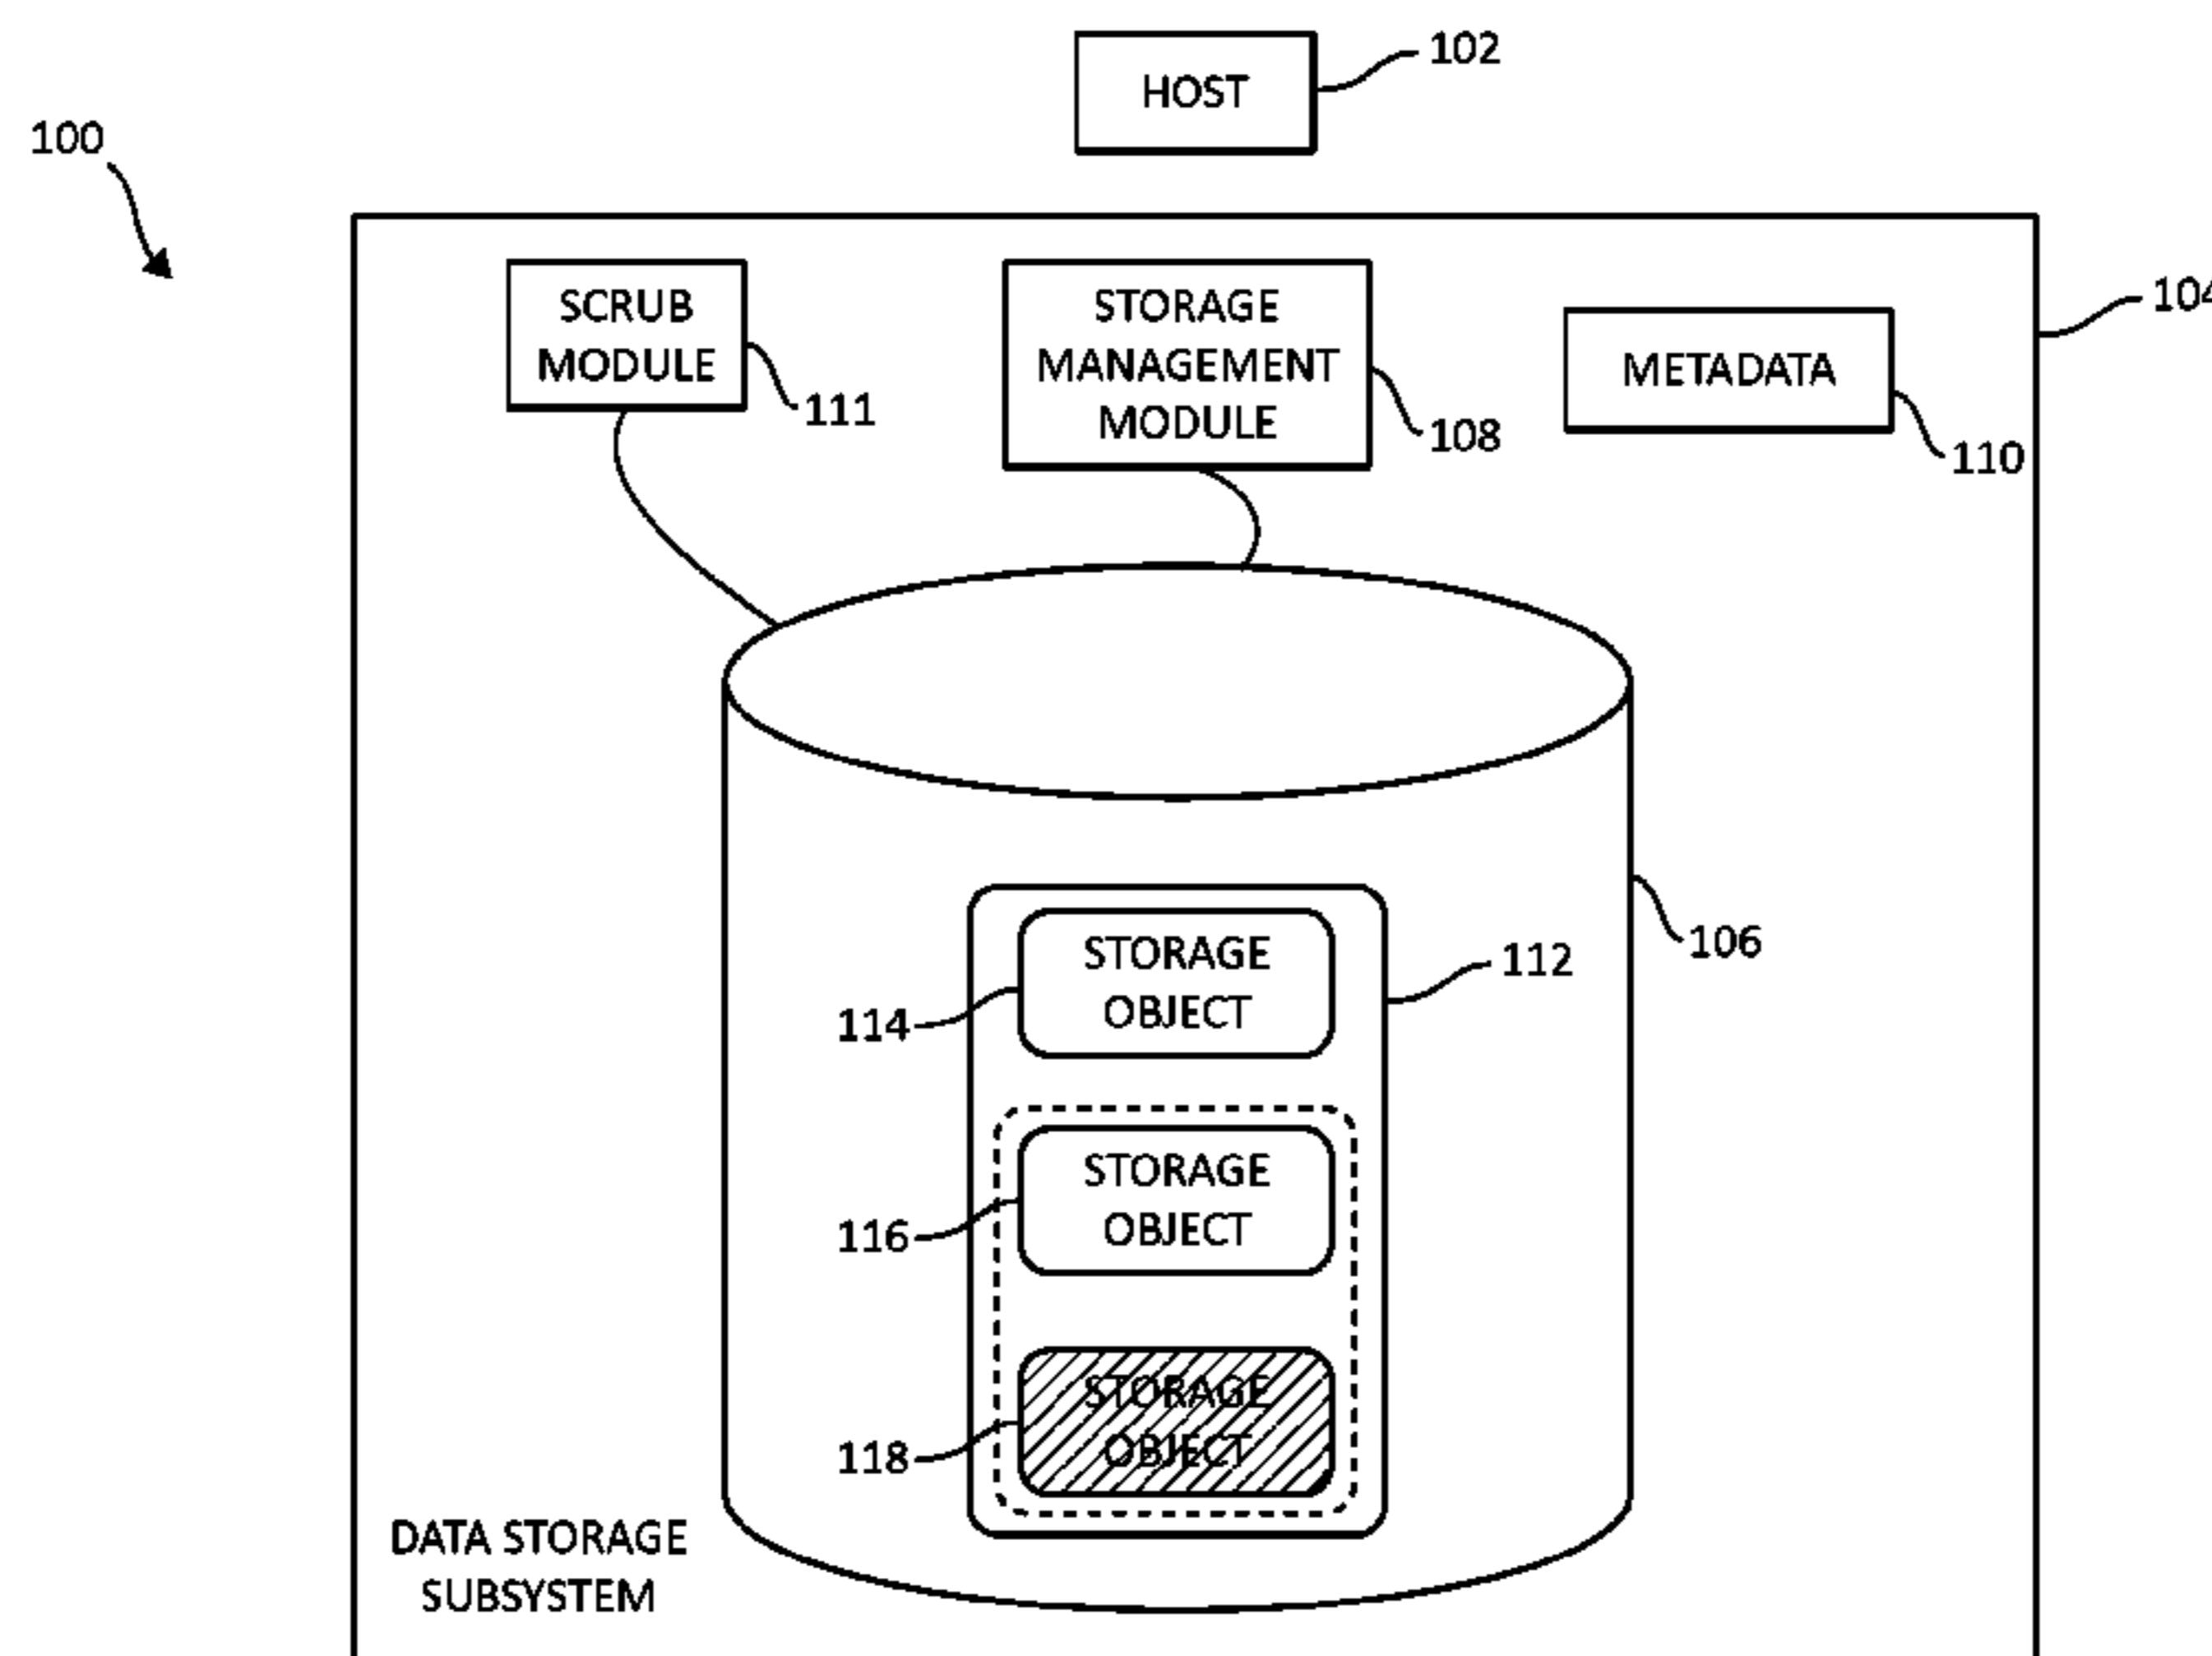 102
HOST
100
104
SCRUB
MODULE
111
STORAGE
MANAGEMENT
MODULE
108
METADATA
110
106
112
STORAGE
OBJECT
114
STORAGE
OBJECT
116
STORAGE
OBJECT
118
DATA STORAGE
SUBSYSTEM